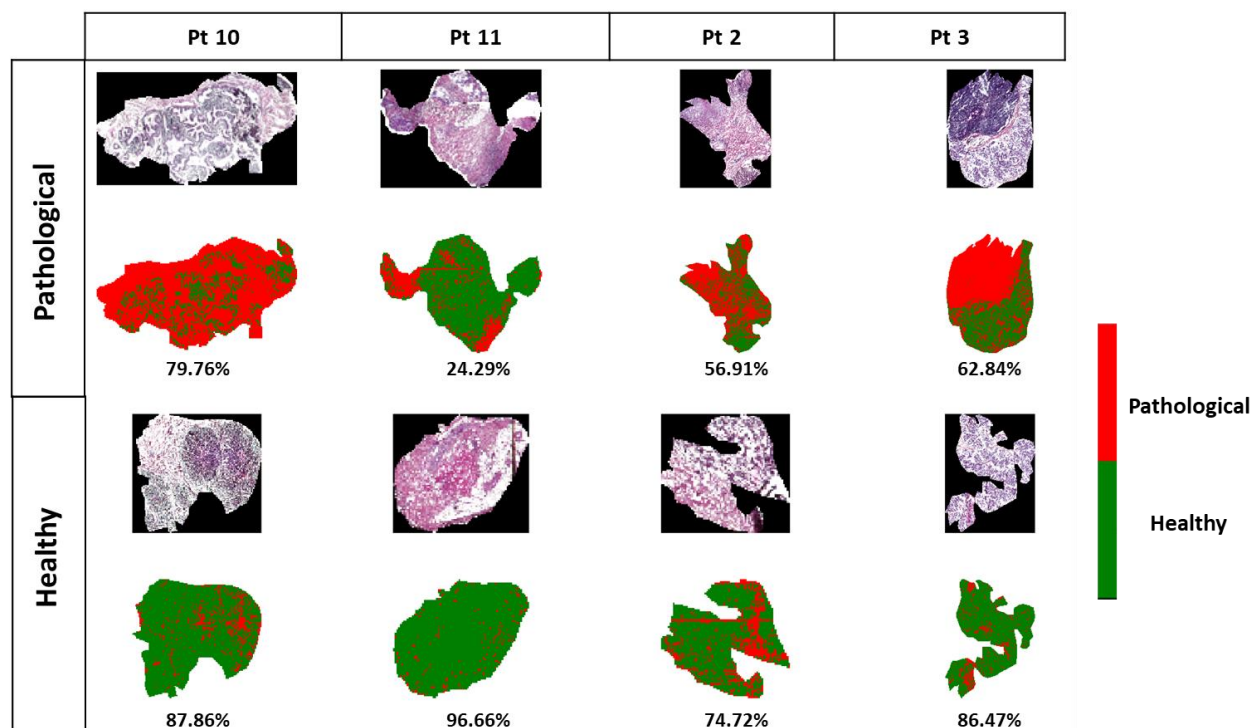 Pt 10 Pt 11 Pt 2 Pt 3
Pathological
79.76% 24.29% 56.91% 62.84%
Pathological
Healthy
Healthy
87.86% 96.66% 74.72% 86.47%